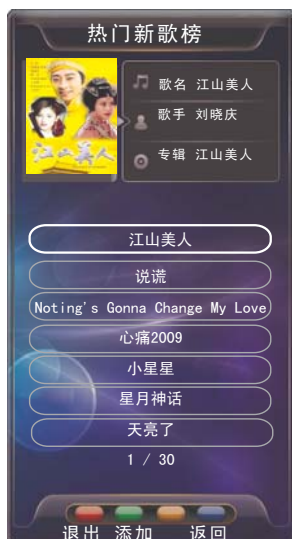 热门新歌榜
歌名 江山美人
歌手 刘晓庆
专辑 江山美人
江山美人
江山美人
说谎
Noting's Gonna Change My Love
心痛2009
小星星
星月神话
天亮了
1 / 30
退出 添加 返回